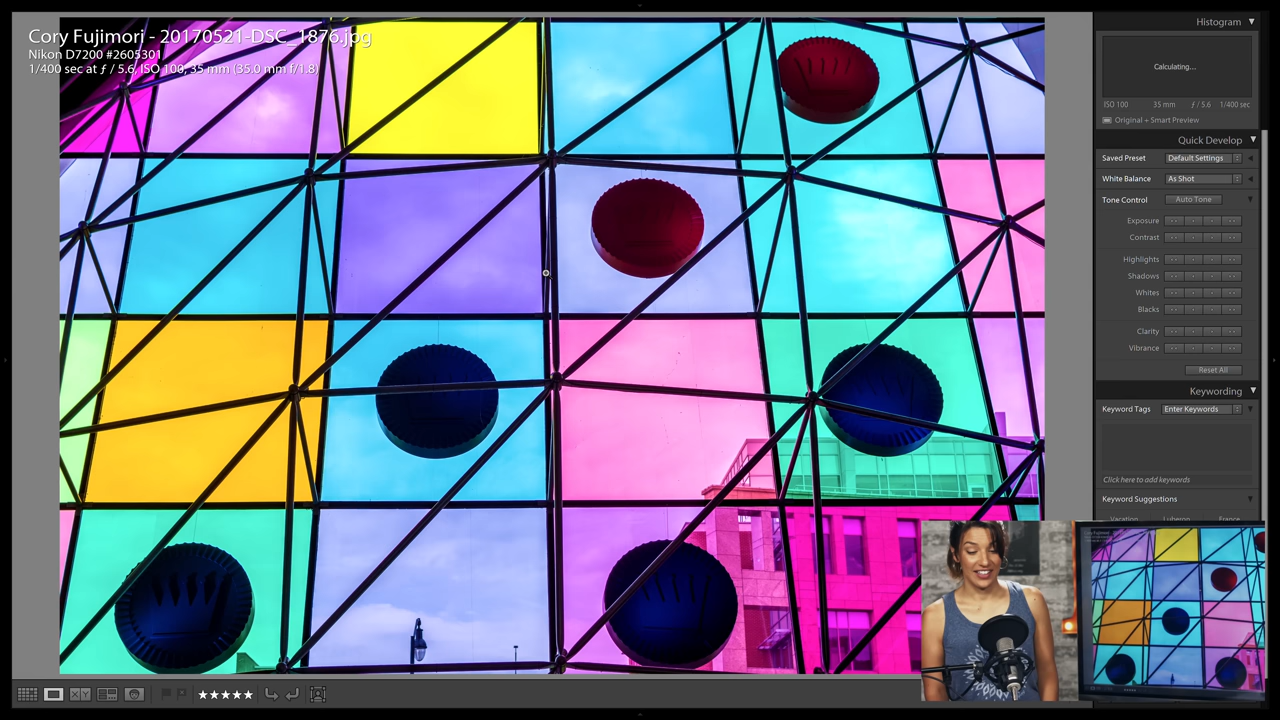 Cory Fujimori - 20170521-DSC_1876.jpg
Nikon D7200 #2605301
1/400 sec at ƒ / 5.6, ISO 100, 35 mm (35.0 mm f/1.8)
Histogram
Calculating...
ISO 100 35 mm ƒ / 5.6 1/400 sec
Original + Smart Preview
Quick Develop
Saved Preset Default Settings
White Balance As Shot
Tone Control Auto Tone
Exposure
Contrast
Highlights
Shadows
Whites
Blacks
Clarity
Vibrance
Reset All
Keywording
Keyword Tags Enter Keywords
Click here to add keywords
Keyword Suggestions
X Y